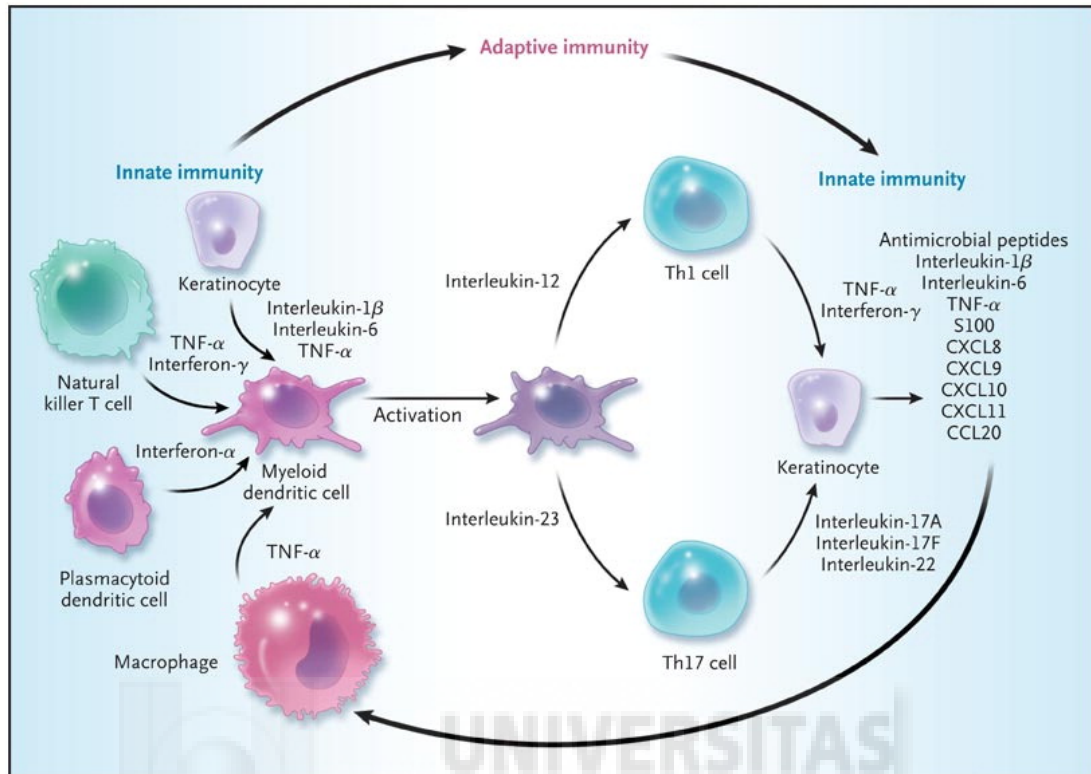 Adaptive immunity
Innate immunity
Keratinocyte
Natural
killer T cell
TNF-α
Interferon-γ
Interleukin-1β
Interleukin-6
TNF-α
Interferon-α
Plasmacytoid
dendritic cell
Myeloid
dendritic cell
TNF-α
Macrophage
Activation
Interleukin-12
Interleukin-23
Th1 cell
Th17 cell
TNF-α
Interferon-γ
Keratinocyte
Interleukin-17A
Interleukin-17F
Interleukin-22
Innate immunity
Antimicrobial peptides
Interleukin-1β
Interleukin-6
TNF-α
S100
CXCL8
CXCL9
CXCL10
CXCL11
CCL20
UNIVERSITAS